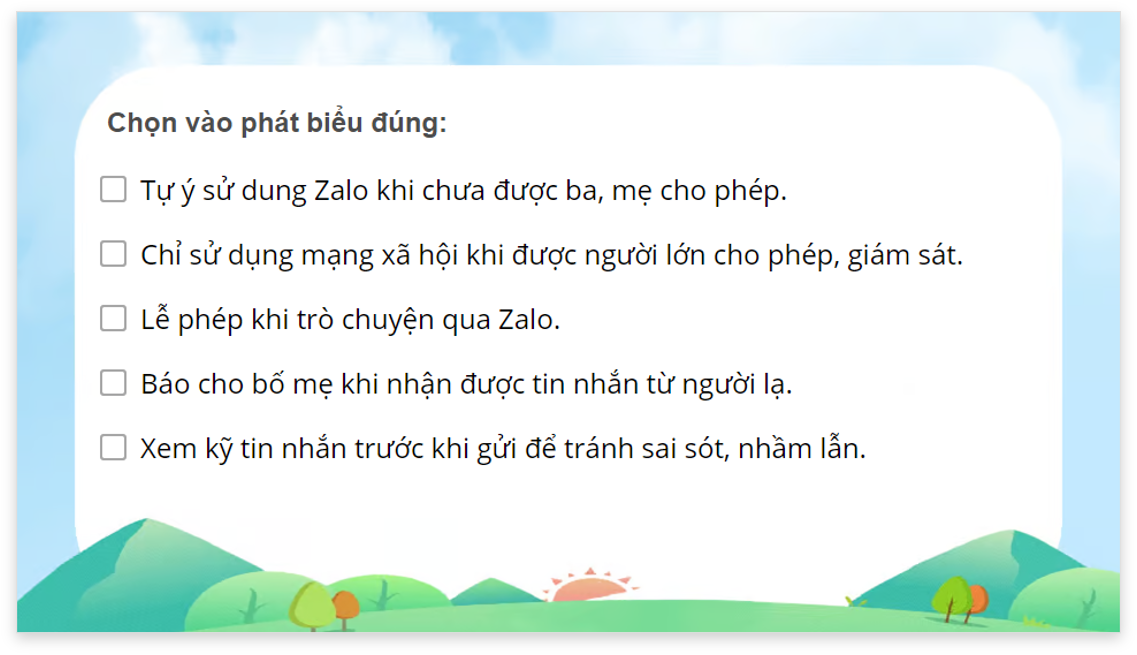 Chọn vào phát biểu đúng:
Tự ý sử dung Zalo khi chưa được ba, mẹ cho phép.
Chỉ sử dụng mạng xã hội khi được người lớn cho phép, giám sát.
Lễ phép khi trò chuyện qua Zalo.
Báo cho bố mẹ khi nhận được tin nhắn từ người lạ.
Xem kỹ tin nhắn trước khi gửi để tránh sai sót, nhầm lẫn.